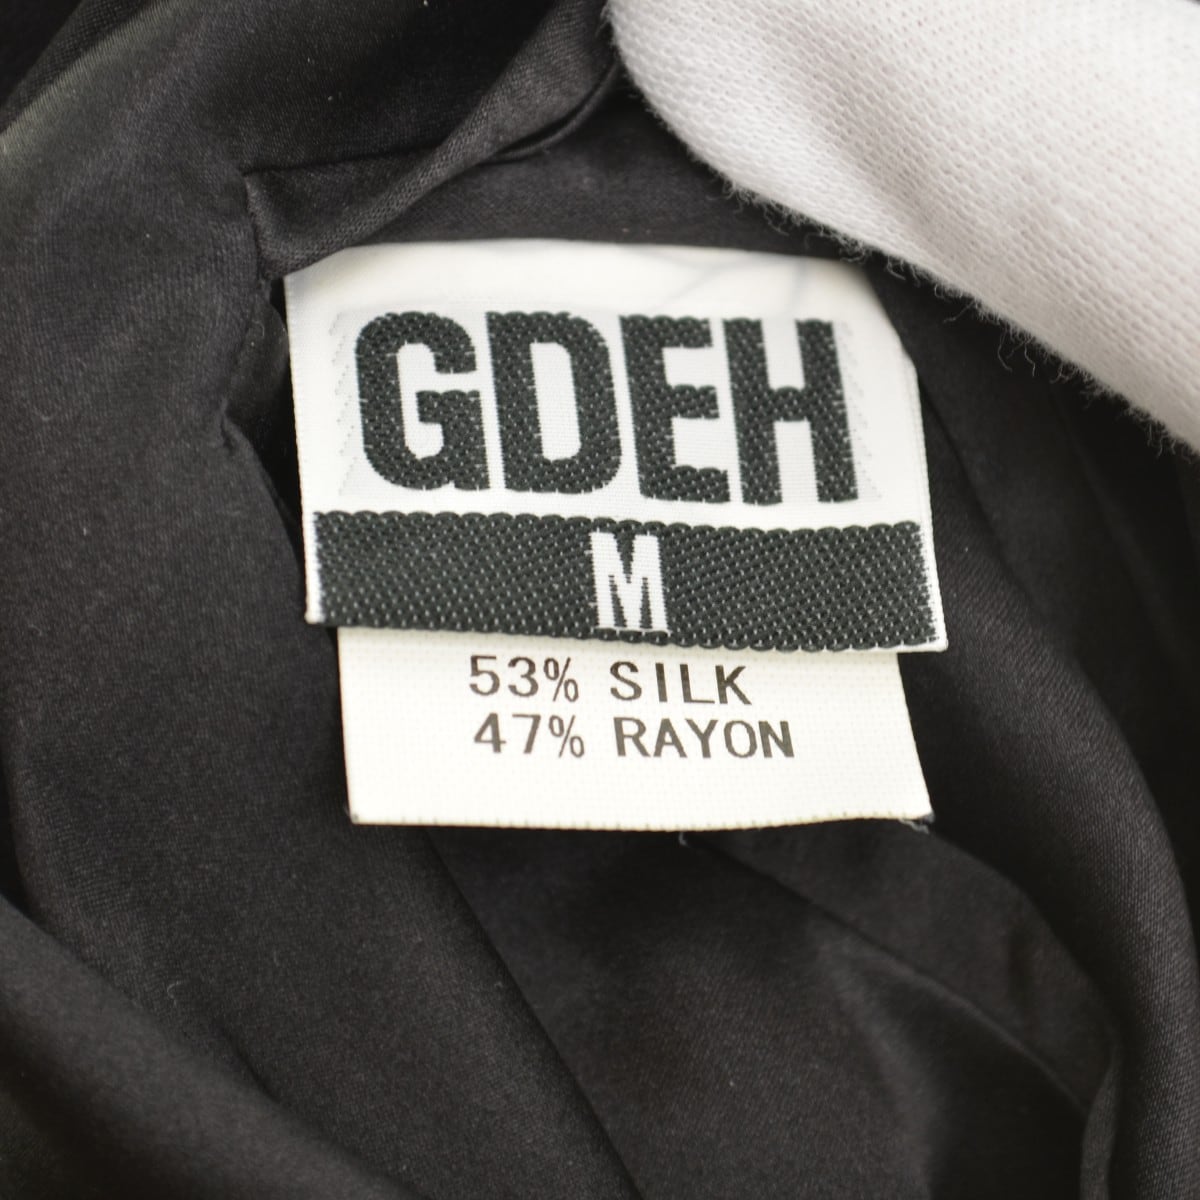 GDEH
M
53% SILK
47% RAYON